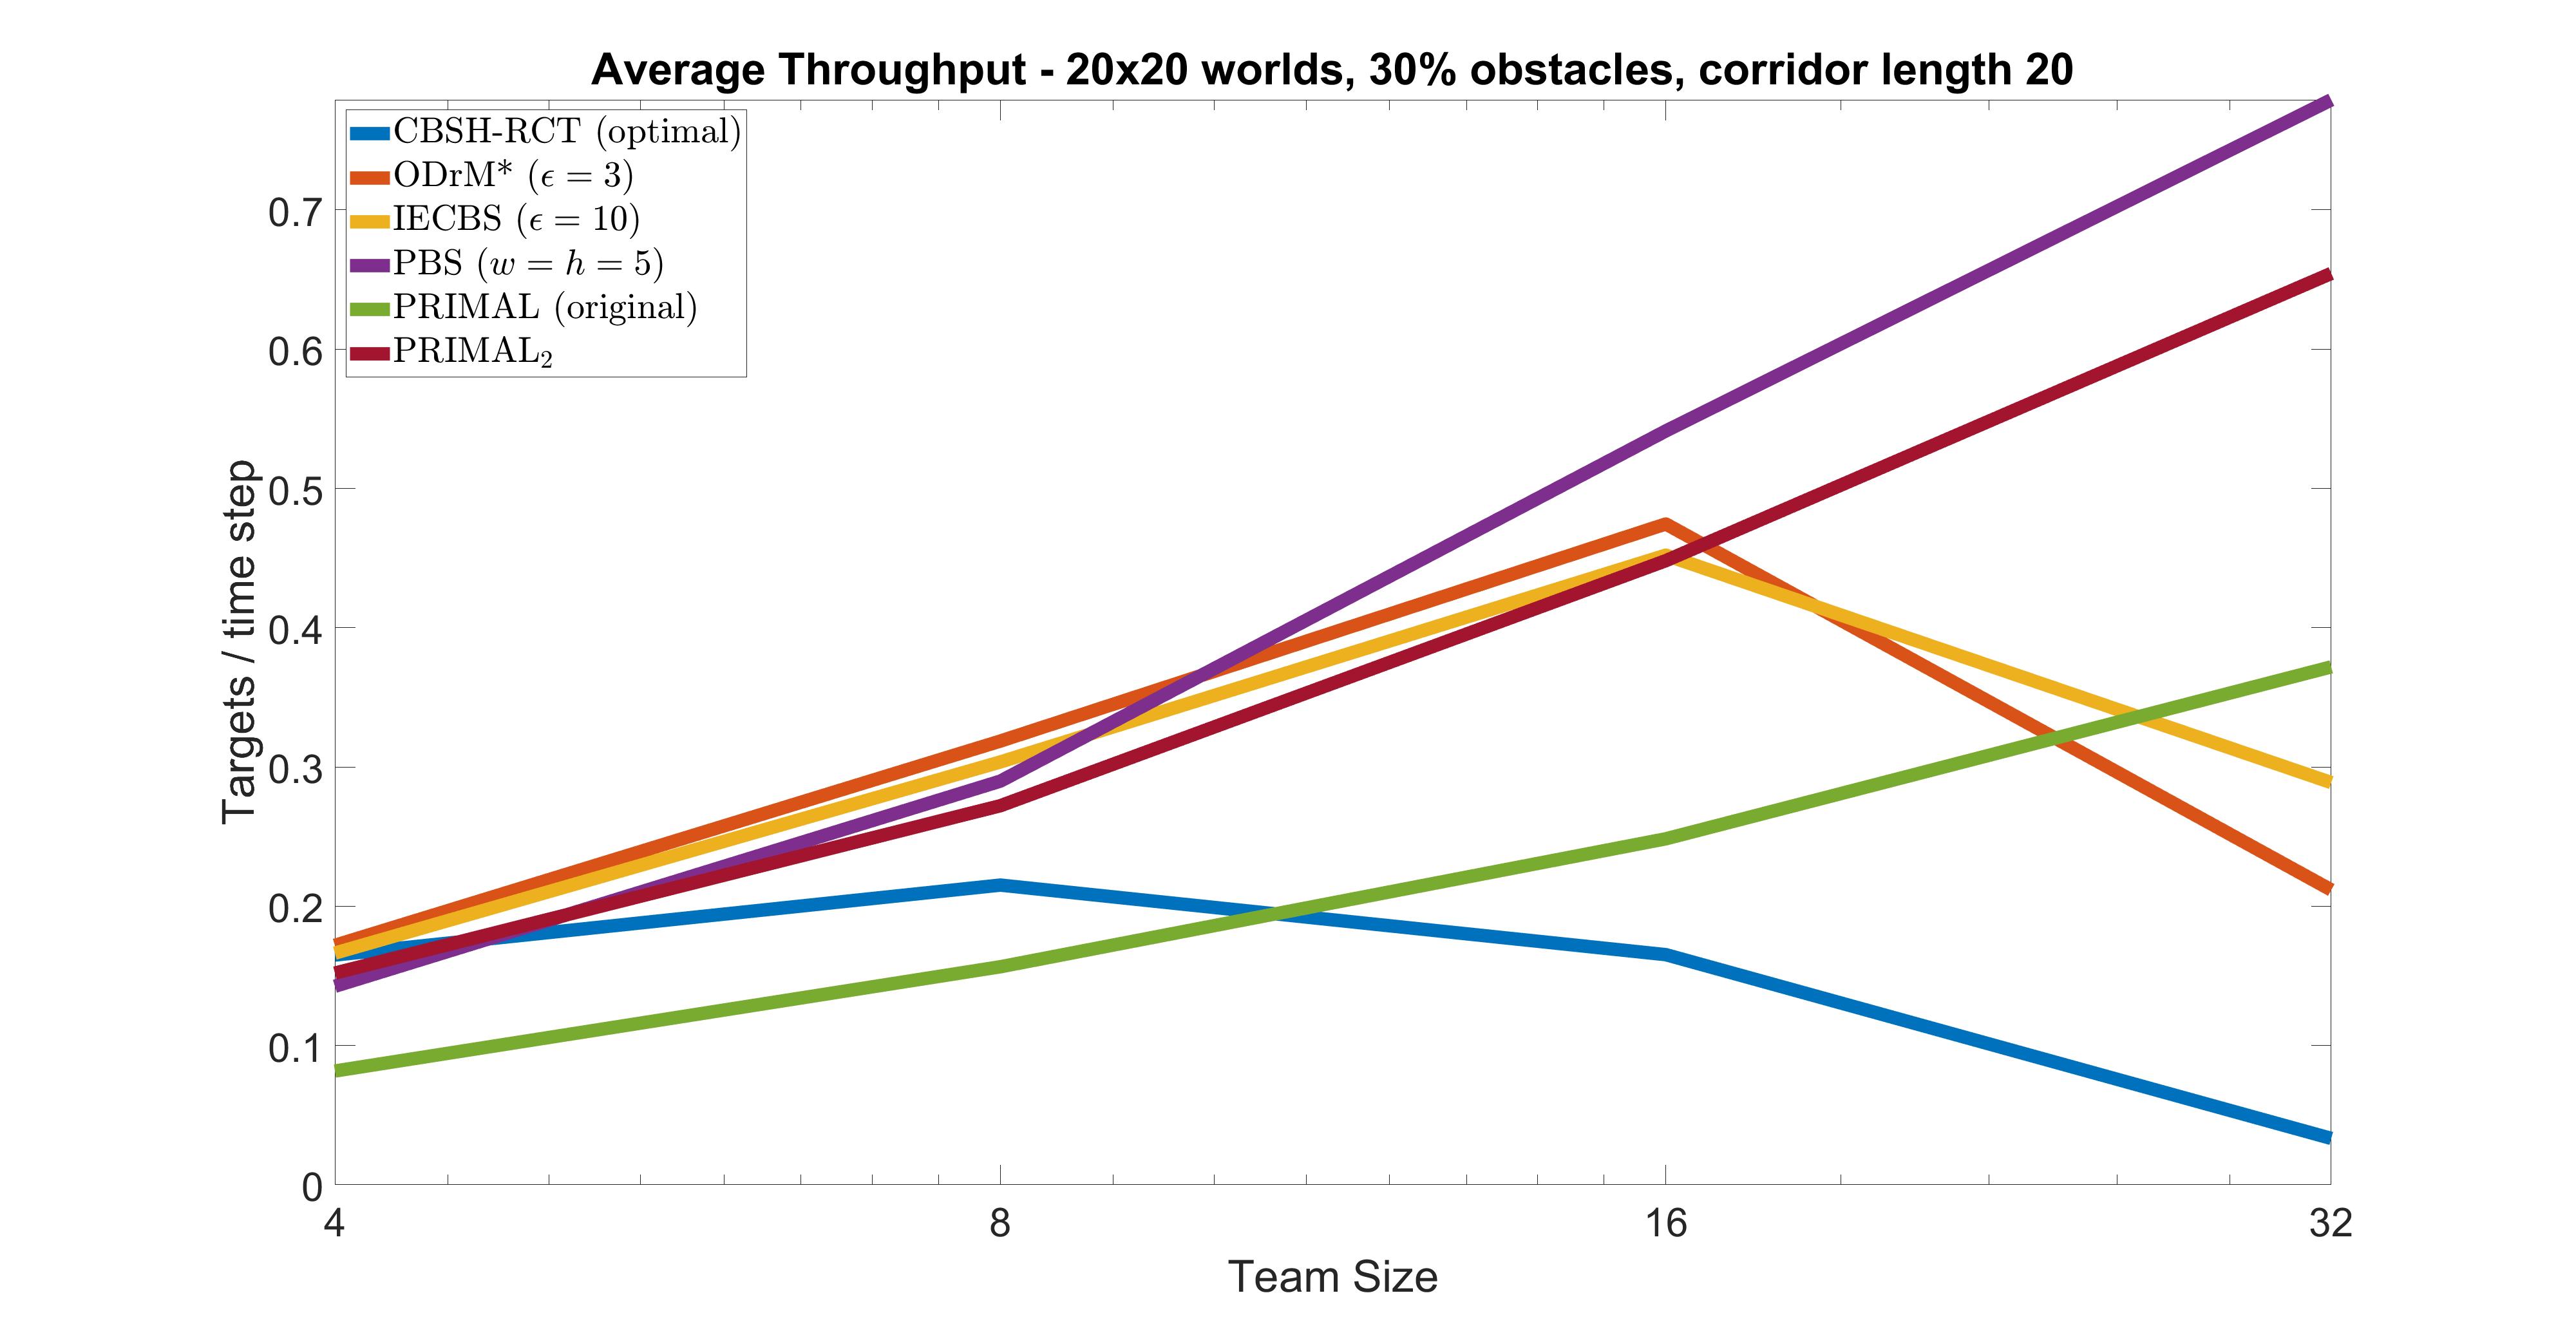 Average Throughput - 20x20 worlds, 30% obstacles, corridor length 20
CBSH-RCT (optimal)
ODrM* (ϵ = 3)
IECBS (ϵ = 10)
PBS (w = h = 5)
PRIMAL (original)
PRIMAL₂
Targets / time step
0.7
0.6
0.5
0.4
0.3
0.2
0.1
0
4 8 16 32
Team Size